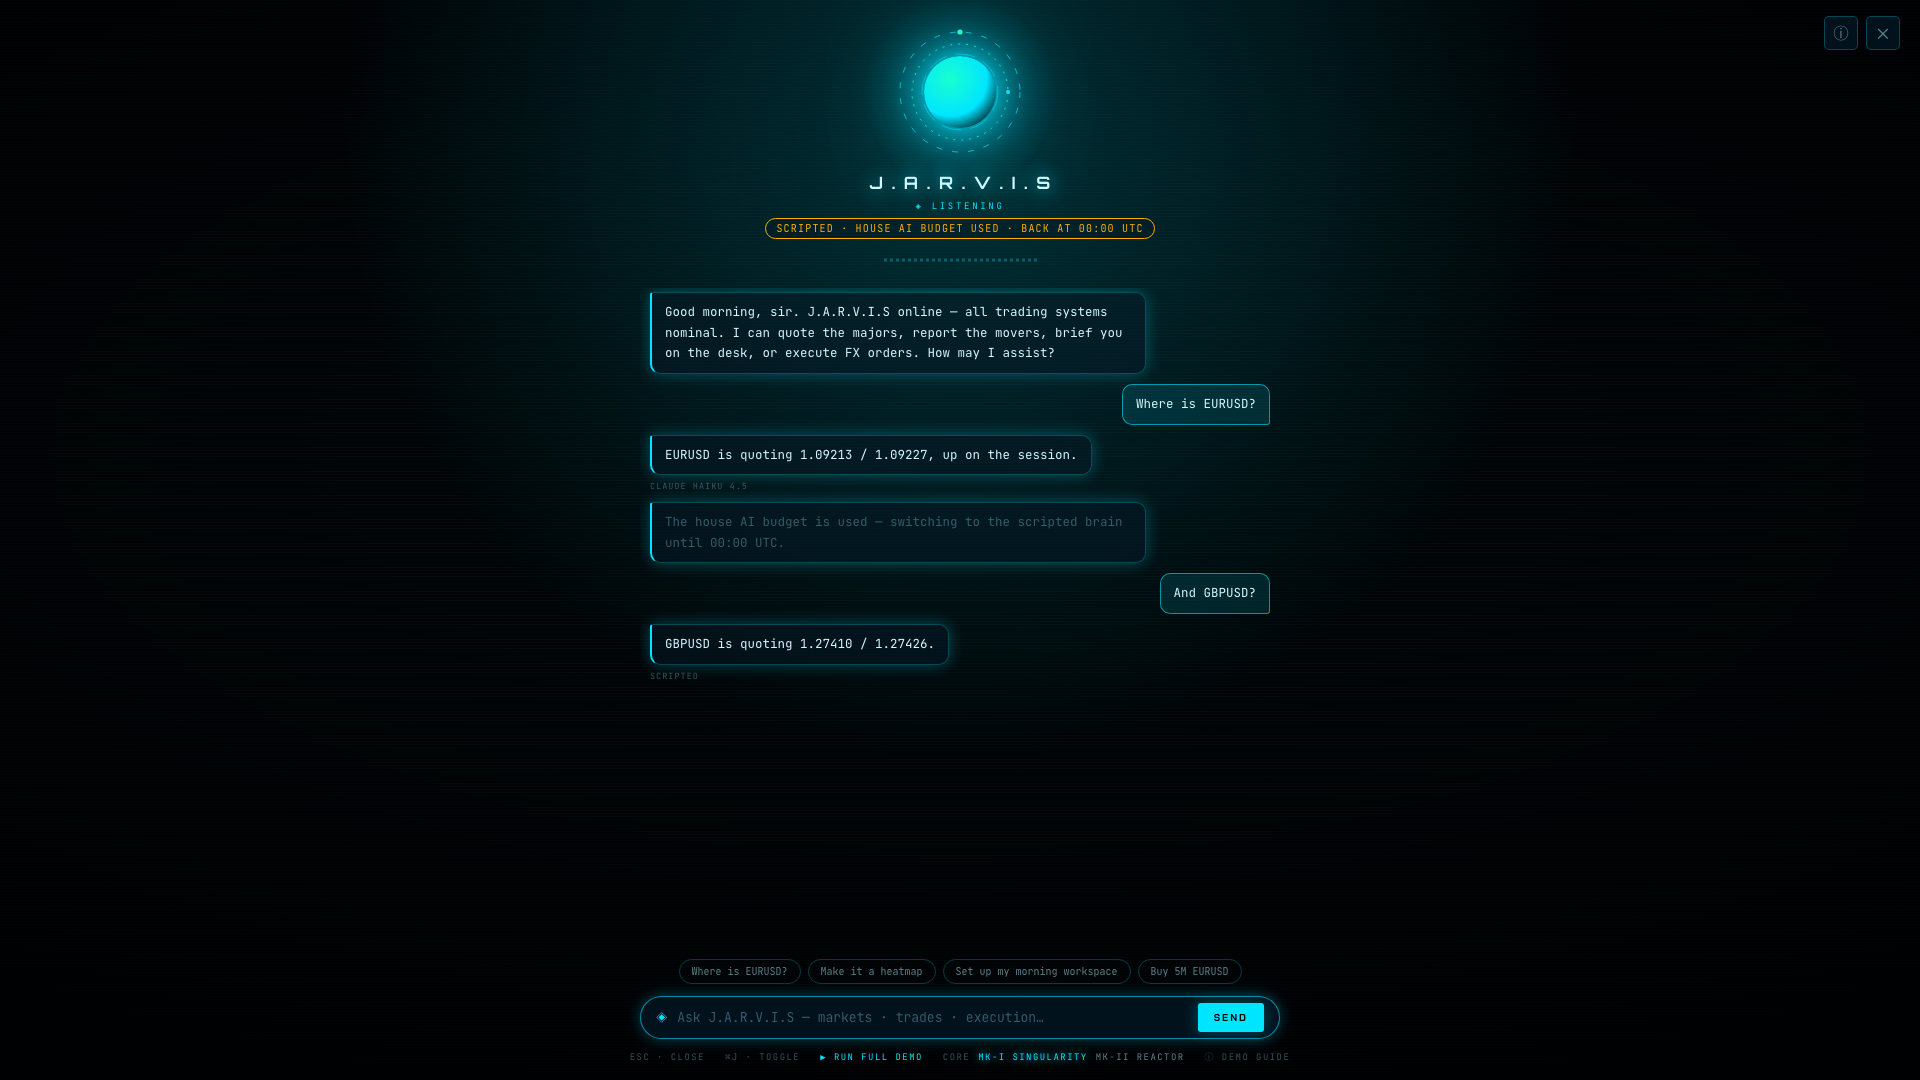 J.A.R.V.I.S
◈ LISTENING
SCRIPTED · HOUSE AI BUDGET USED · BACK AT 00:00 UTC
Good morning, sir. J.A.R.V.I.S online — all trading systems
nominal. I can quote the majors, report the movers, brief you
on the desk, or execute FX orders. How may I assist?
Where is EURUSD?
EURUSD is quoting 1.09213 / 1.09227, up on the session.
CLAUDE HAIKU 4.5
The house AI budget is used — switching to the scripted brain
until 00:00 UTC.
And GBPUSD?
GBPUSD is quoting 1.27410 / 1.27426.
SCRIPTED
Where is EURUSD? Make it a heatmap Set up my morning workspace Buy 5M EURUSD
◈ Ask J.A.R.V.I.S — markets · trades · execution… SEND
ESC · CLOSE ⌘J · TOGGLE ▶ RUN FULL DEMO CORE MK-I SINGULARITY MK-II REACTOR ⓘ DEMO GUIDE